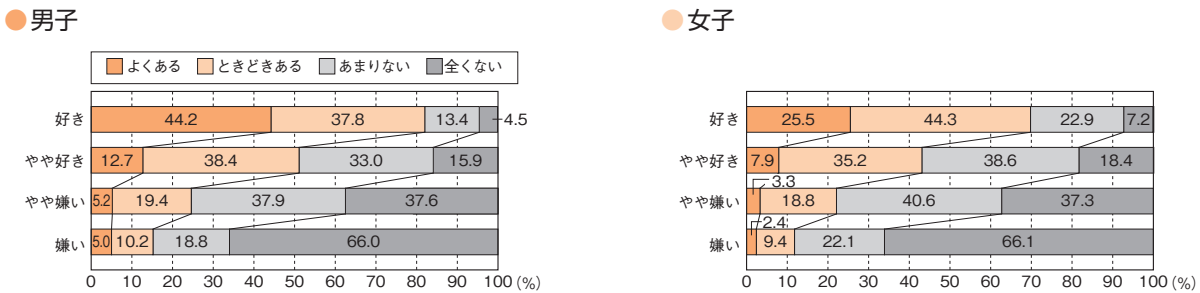 ●男子
よくある ときどきある あまりない 全くない
好き 44.2 37.8 13.4 4.5
やや好き 12.7 38.4 33.0 15.9
やや嫌い 5.2 19.4 37.9 37.6
嫌い 5.0 10.2 18.8 66.0
0 10 20 30 40 50 60 70 80 90 100 (%)
●女子
好き 25.5 44.3 22.9 7.2
やや好き 7.9 35.2 38.6 18.4
やや嫌い 3.3 18.8 40.6 37.3
嫌い 2.4 9.4 22.1 66.1
0 10 20 30 40 50 60 70 80 90 100 (%)